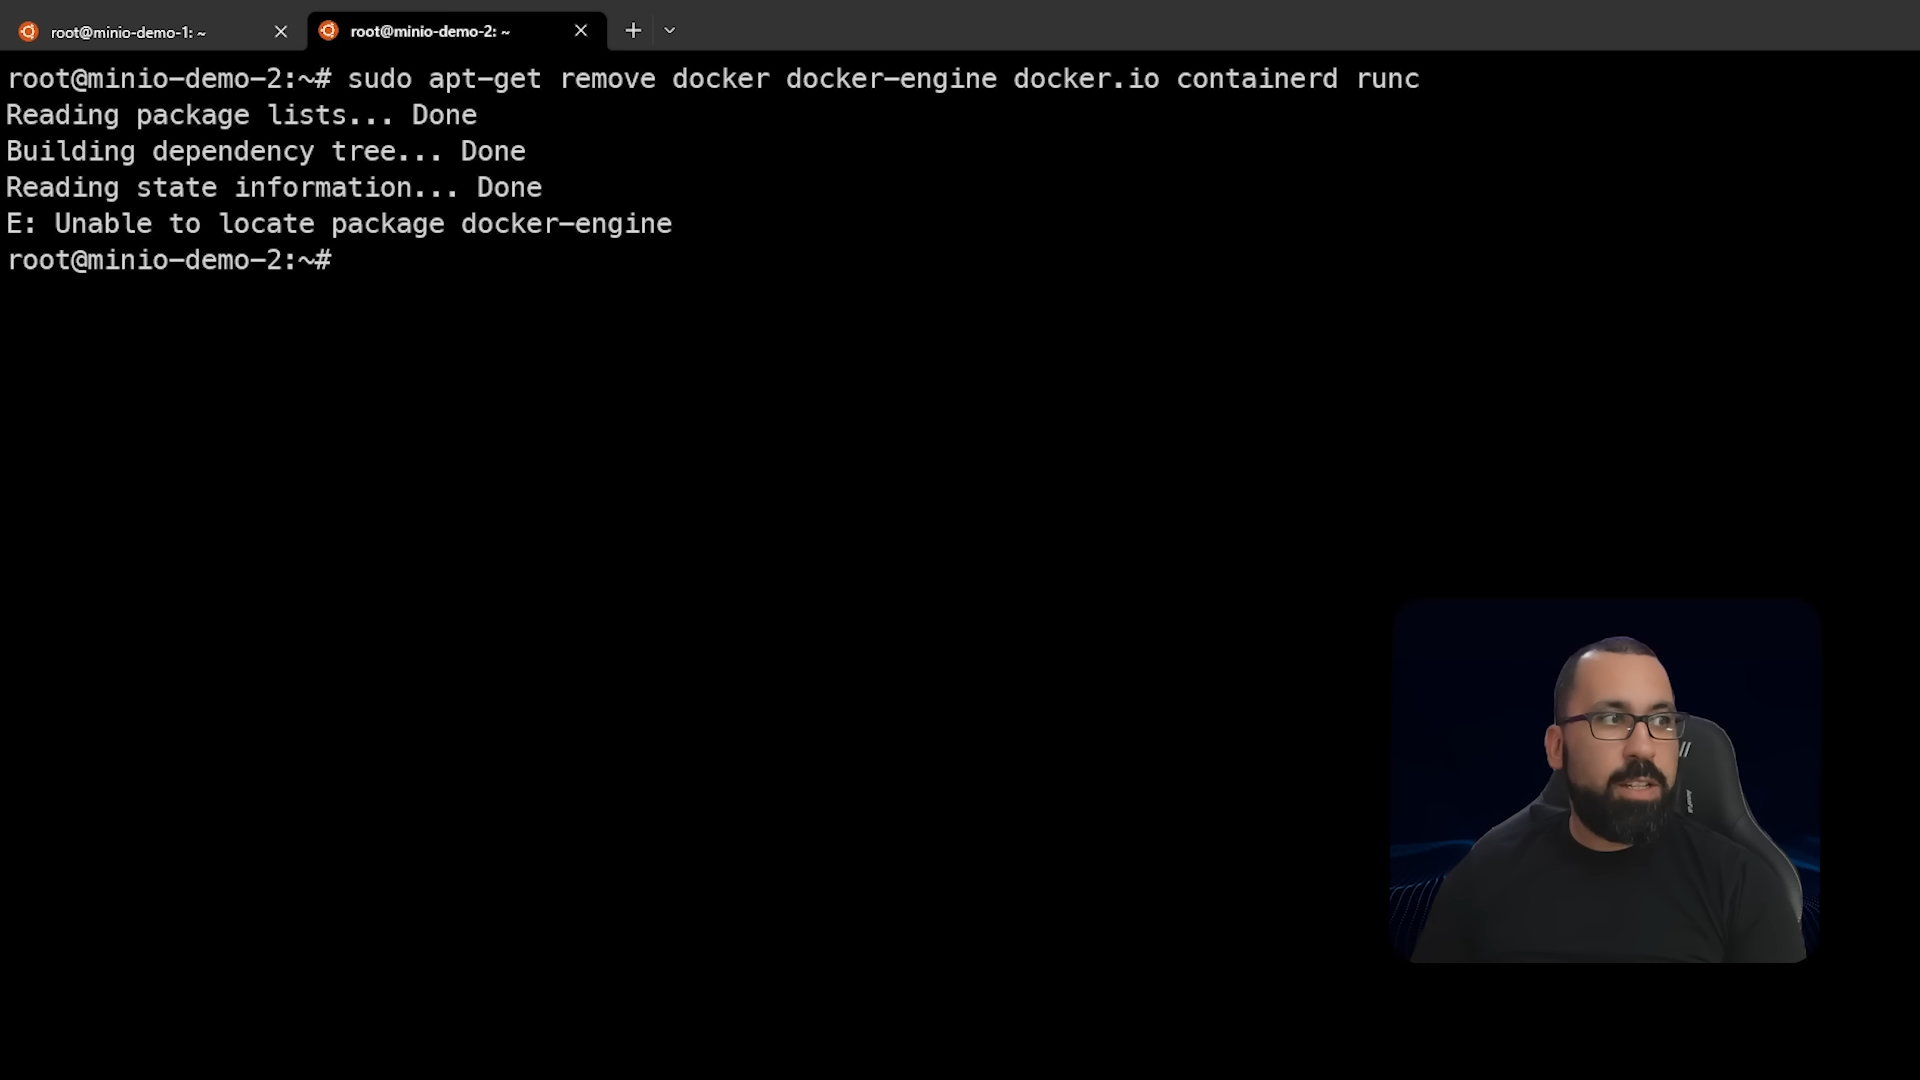 root@minio-demo-1: ~
root@minio-demo-2: ~
root@minio-demo-2:~# sudo apt-get remove docker docker-engine docker.io containerd runc
Reading package lists... Done
Building dependency tree... Done
Reading state information... Done
E: Unable to locate package docker-engine
root@minio-demo-2:~#